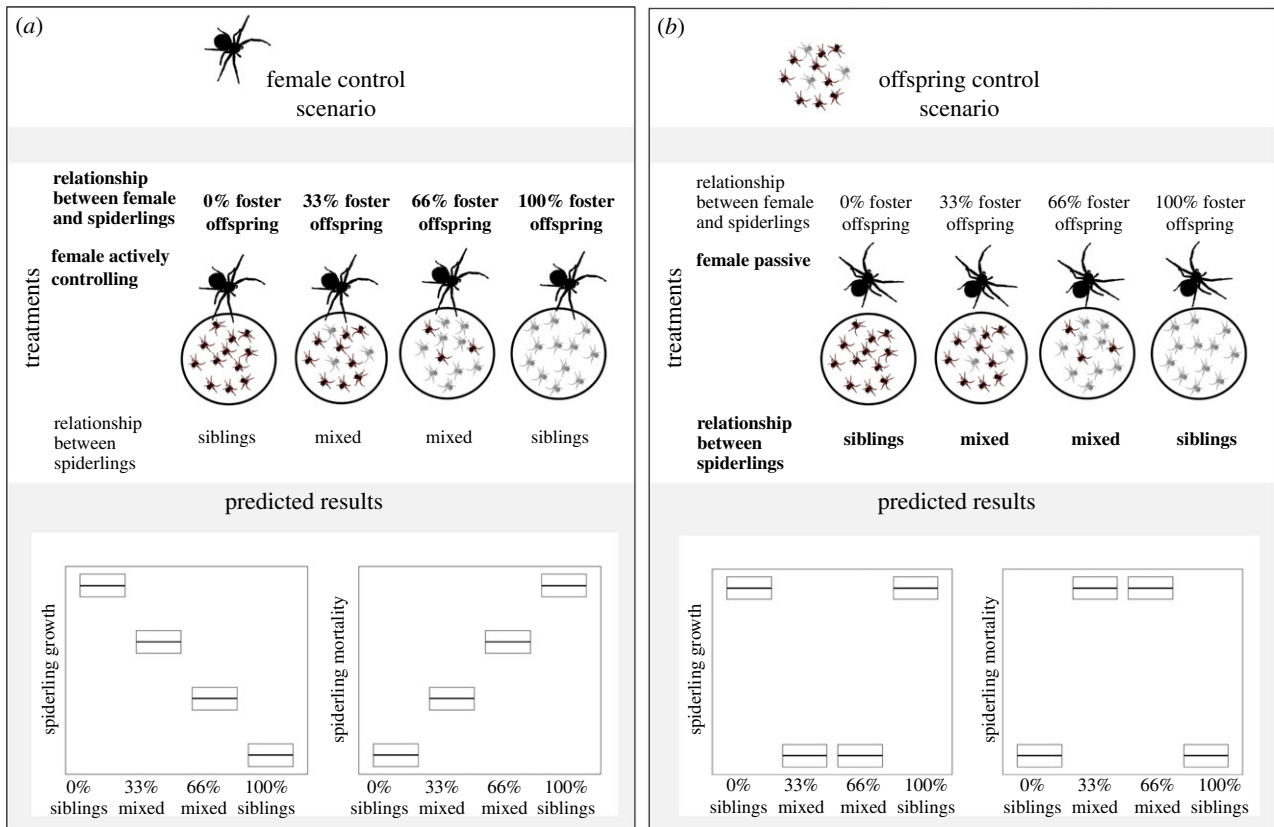 (a)
female control
scenario
relationship
between female
and spiderlings
0% foster
offspring
33% foster
offspring
66% foster
offspring
100% foster
offspring
female actively
controlling
treatments
relationship
between
spiderlings
siblings
mixed
mixed
siblings
predicted results
spiderling growth
0%
siblings
33%
mixed
66%
mixed
100%
siblings
spiderling mortality
0%
siblings
33%
mixed
66%
mixed
100%
siblings
(b)
offspring control
scenario
relationship
between female
and spiderlings
0% foster
offspring
33% foster
offspring
66% foster
offspring
100% foster
offspring
female passive
treatments
relationship
between
spiderlings
siblings
mixed
mixed
siblings
predicted results
spiderling growth
0%
siblings
33%
mixed
66%
mixed
100%
siblings
spiderling mortality
0%
siblings
33%
mixed
66%
mixed
100%
siblings